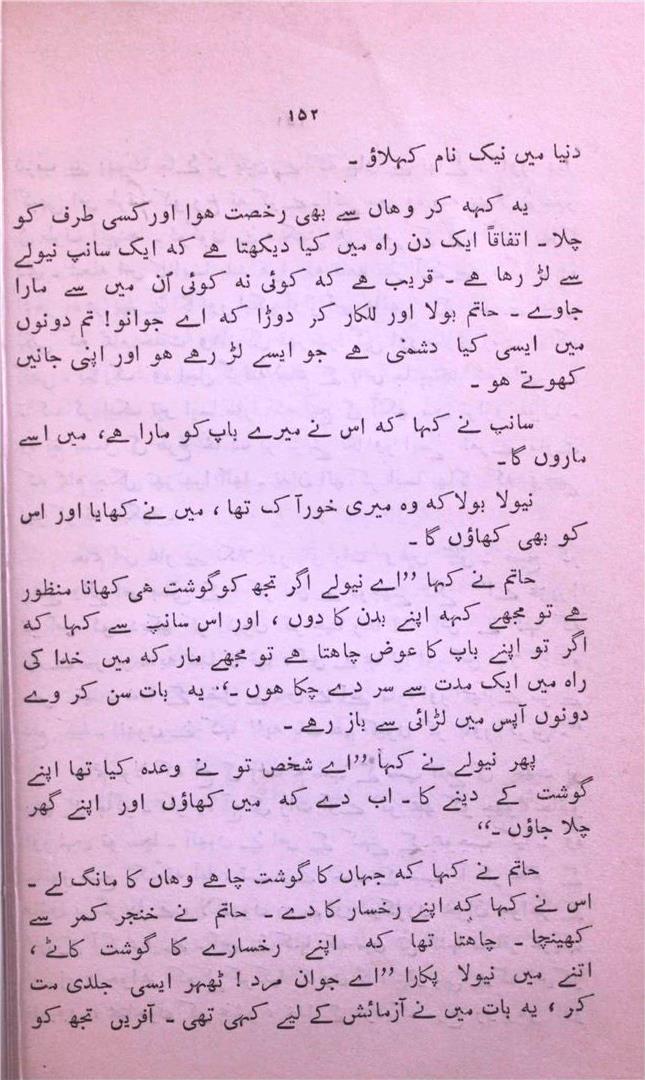 ۱۵۲
دنیا میں نیک نام کہلاؤ ۔
یہ کہہ کر وہاں سے بھی رخصت ہوا اور کسی طرف کو
چلا ۔ اتفاقاً ایک دن راہ میں کیا دیکھتا ہے کہ ایک سانپ نیولے
سے لڑ رہا ہے ۔ قریب ہے کہ کوئی نہ کوئی اُن میں سے مارا
جاوے ۔ حاتم بولا اور للکار کر دوڑا کہ اے جوانو ! تم دونوں
میں ایسی کیا دشمنی ہے جو ایسے لڑ رہے ہو اور اپنی جانیں
کھوتے ہو ۔
سانپ نے کہا کہ اس نے میرے باپ کو مارا ہے، میں اسے
ماروں گا ۔
نیولا بولا کہ وہ میری خوراک تھا ، میں نے کھایا اور اس
کو بھی کھاؤں گا ۔
حاتم نے کہا ”اے نیولے اگر تجھ کو گوشت ہی کھانا منظور
ہے تو مجھے کہہ اپنے بدن کا دوں ، اور اس سانپ سے کہا کہ
اگر تو اپنے باپ کا عوض چاہتا ہے تو مجھے مار کہ میں خدا کی
راہ میں ایک مدت سے سر دے چکا ہوں ۔“ یہ بات سن کر وے
دونوں آپس میں لڑائی سے باز رہے ۔
پھر نیولے نے کہا ”اے شخص تو نے وعدہ کیا تھا اپنے
گوشت کے دینے کا ۔ اب دے کہ میں کھاؤں اور اپنے گھر
چلا جاؤں ۔“
حاتم نے کہا کہ جہاں کا گوشت چاہے وہاں کا مانگ لے ۔
اس نے کہا کہ اپنے رخسار کا دے ۔ حاتم نے خنجر کمر سے
کھینچا ۔ چاہتا تھا کہ اپنے رخسارے کا گوشت کاٹے ،
اتنے میں نیولا پکارا ”اے جوان مرد ! ٹھہر ایسی جلدی مت
کر ، یہ بات میں نے آزمائش کے لیے کہی تھی ۔ آفریں تجھ کو